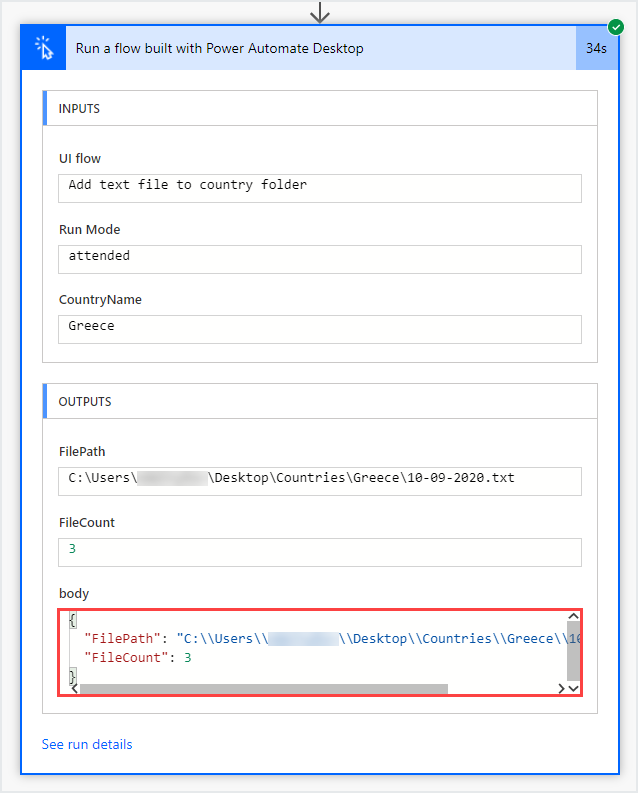 Run a flow built with Power Automate Desktop 34s
INPUTS
UI flow
Add text file to country folder
Run Mode
attended
CountryName
Greece
OUTPUTS
FilePath
C:\Users\ \Desktop\Countries\Greece\10-09-2020.txt
FileCount
3
body
{
"FilePath": "C:\\Users\\ \\Desktop\\Countries\\Greece\\10
"FileCount": 3
}
See run details